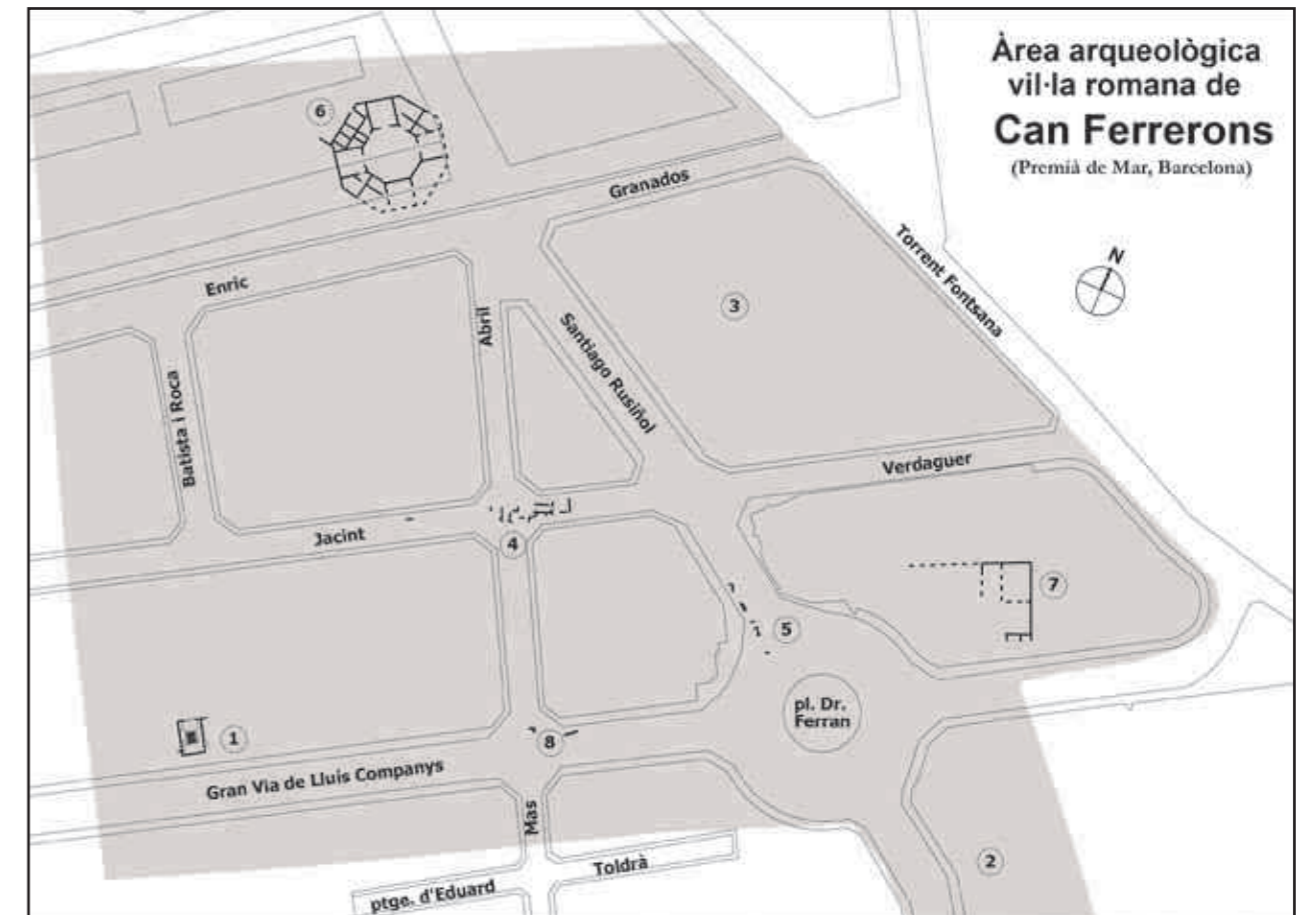 Àrea arqueològica
vil·la romana de
Can Ferrerons
(Premià de Mar, Barcelona)
6
Granados
Torrent Fontsana
N
Enric
Abril
3
Santiago Rusiñol
Batista i Roca
Verdaguer
Jacint
4
7
5
pl. Dr.
Ferran
1
8
Gran Via de Lluís Companys
Mas
Toldrà
2
ptge. d'Eduard